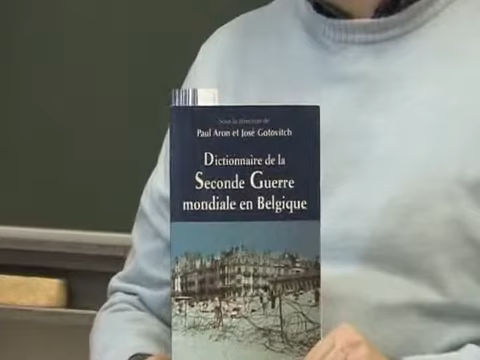 Sous la direction de
Paul Aron et José Gotovitch
Dictionnaire de la
Seconde Guerre
mondiale en Belgique